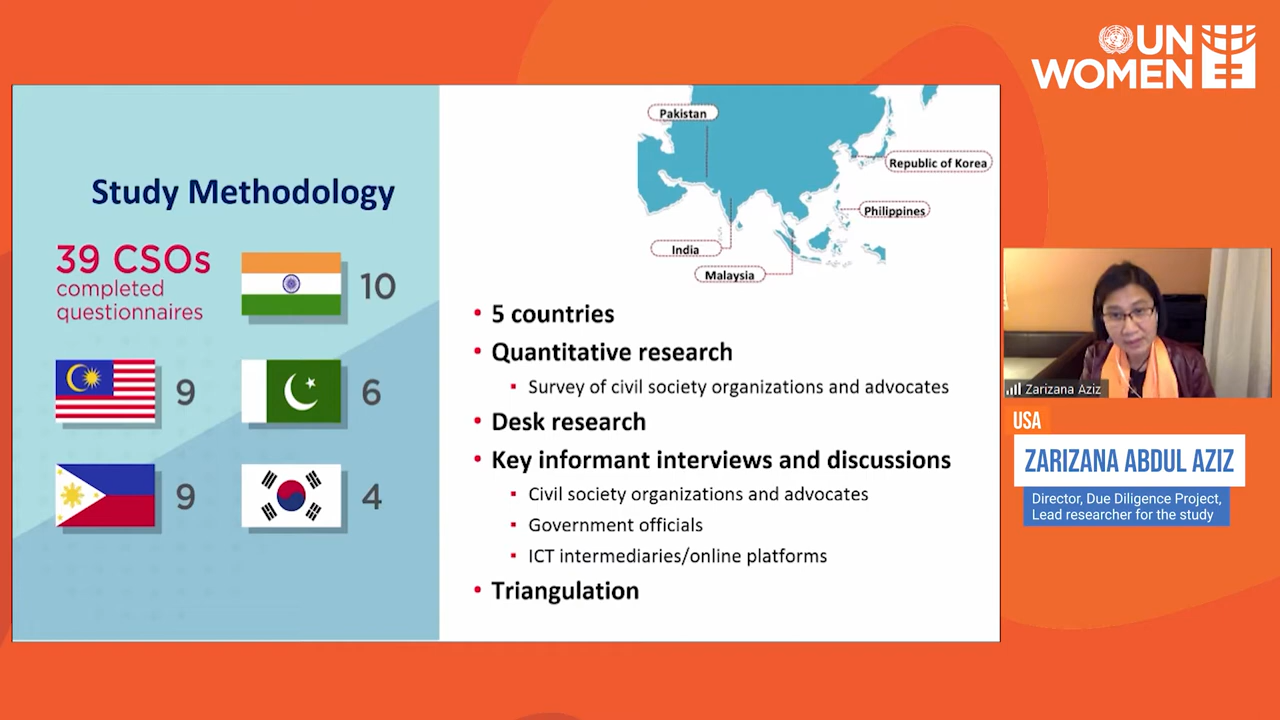 UN
WOMEN
Study Methodology
39 CSOs
completed
questionnaires
10
9
6
9
4
Pakistan
Republic of Korea
Philippines
India
Malaysia
• 5 countries
• Quantitative research
▪ Survey of civil society organizations and advocates
• Desk research
• Key informant interviews and discussions
▪ Civil society organizations and advocates
▪ Government officials
▪ ICT intermediaries/online platforms
• Triangulation
Zarizana Aziz
USA
ZARIZANA ABDUL AZIZ
Director, Due Diligence Project,
Lead researcher for the study